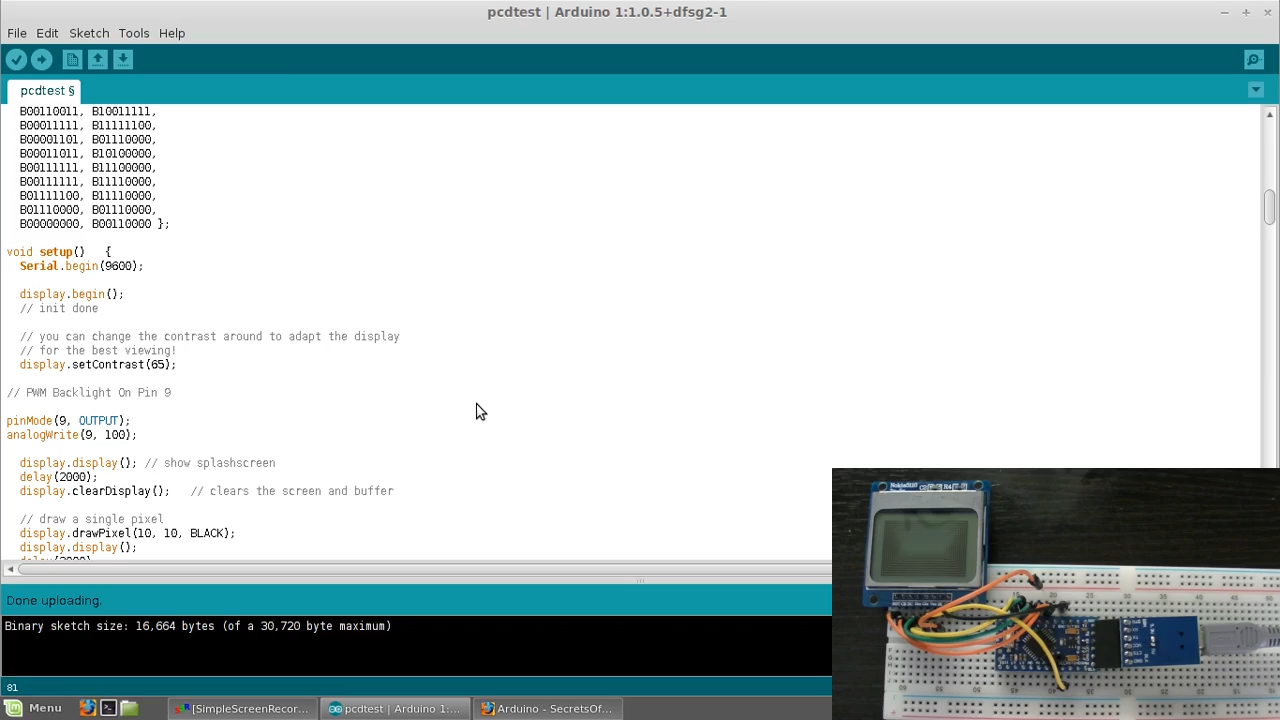 pcdtest | Arduino 1:1.0.5+dfsg2-1
File Edit Sketch Tools Help
pcdtest §
B00110011, B10011111,
B00011111, B11111100,
B00001101, B01110000,
B00011011, B10100000,
B00111111, B11100000,
B00111111, B11110000,
B01111100, B11110000,
B01110000, B01110000,
B00000000, B00110000 };
void setup()   {
Serial.begin(9600);
display.begin();
// init done
// you can change the contrast around to adapt the display
// for the best viewing!
display.setContrast(65);
// PWM Backlight On Pin 9
pinMode(9, OUTPUT);
analogWrite(9, 100);
display.display(); // show splashscreen
delay(2000);
display.clearDisplay();   // clears the screen and buffer
// draw a single pixel
display.drawPixel(10, 10, BLACK);
display.display();
Done uploading.
Binary sketch size: 16,664 bytes (of a 30,720 byte maximum)
81
Menu
[SimpleScreenRecor...
pcdtest | Arduino 1:...
Arduino - SecretsOf...